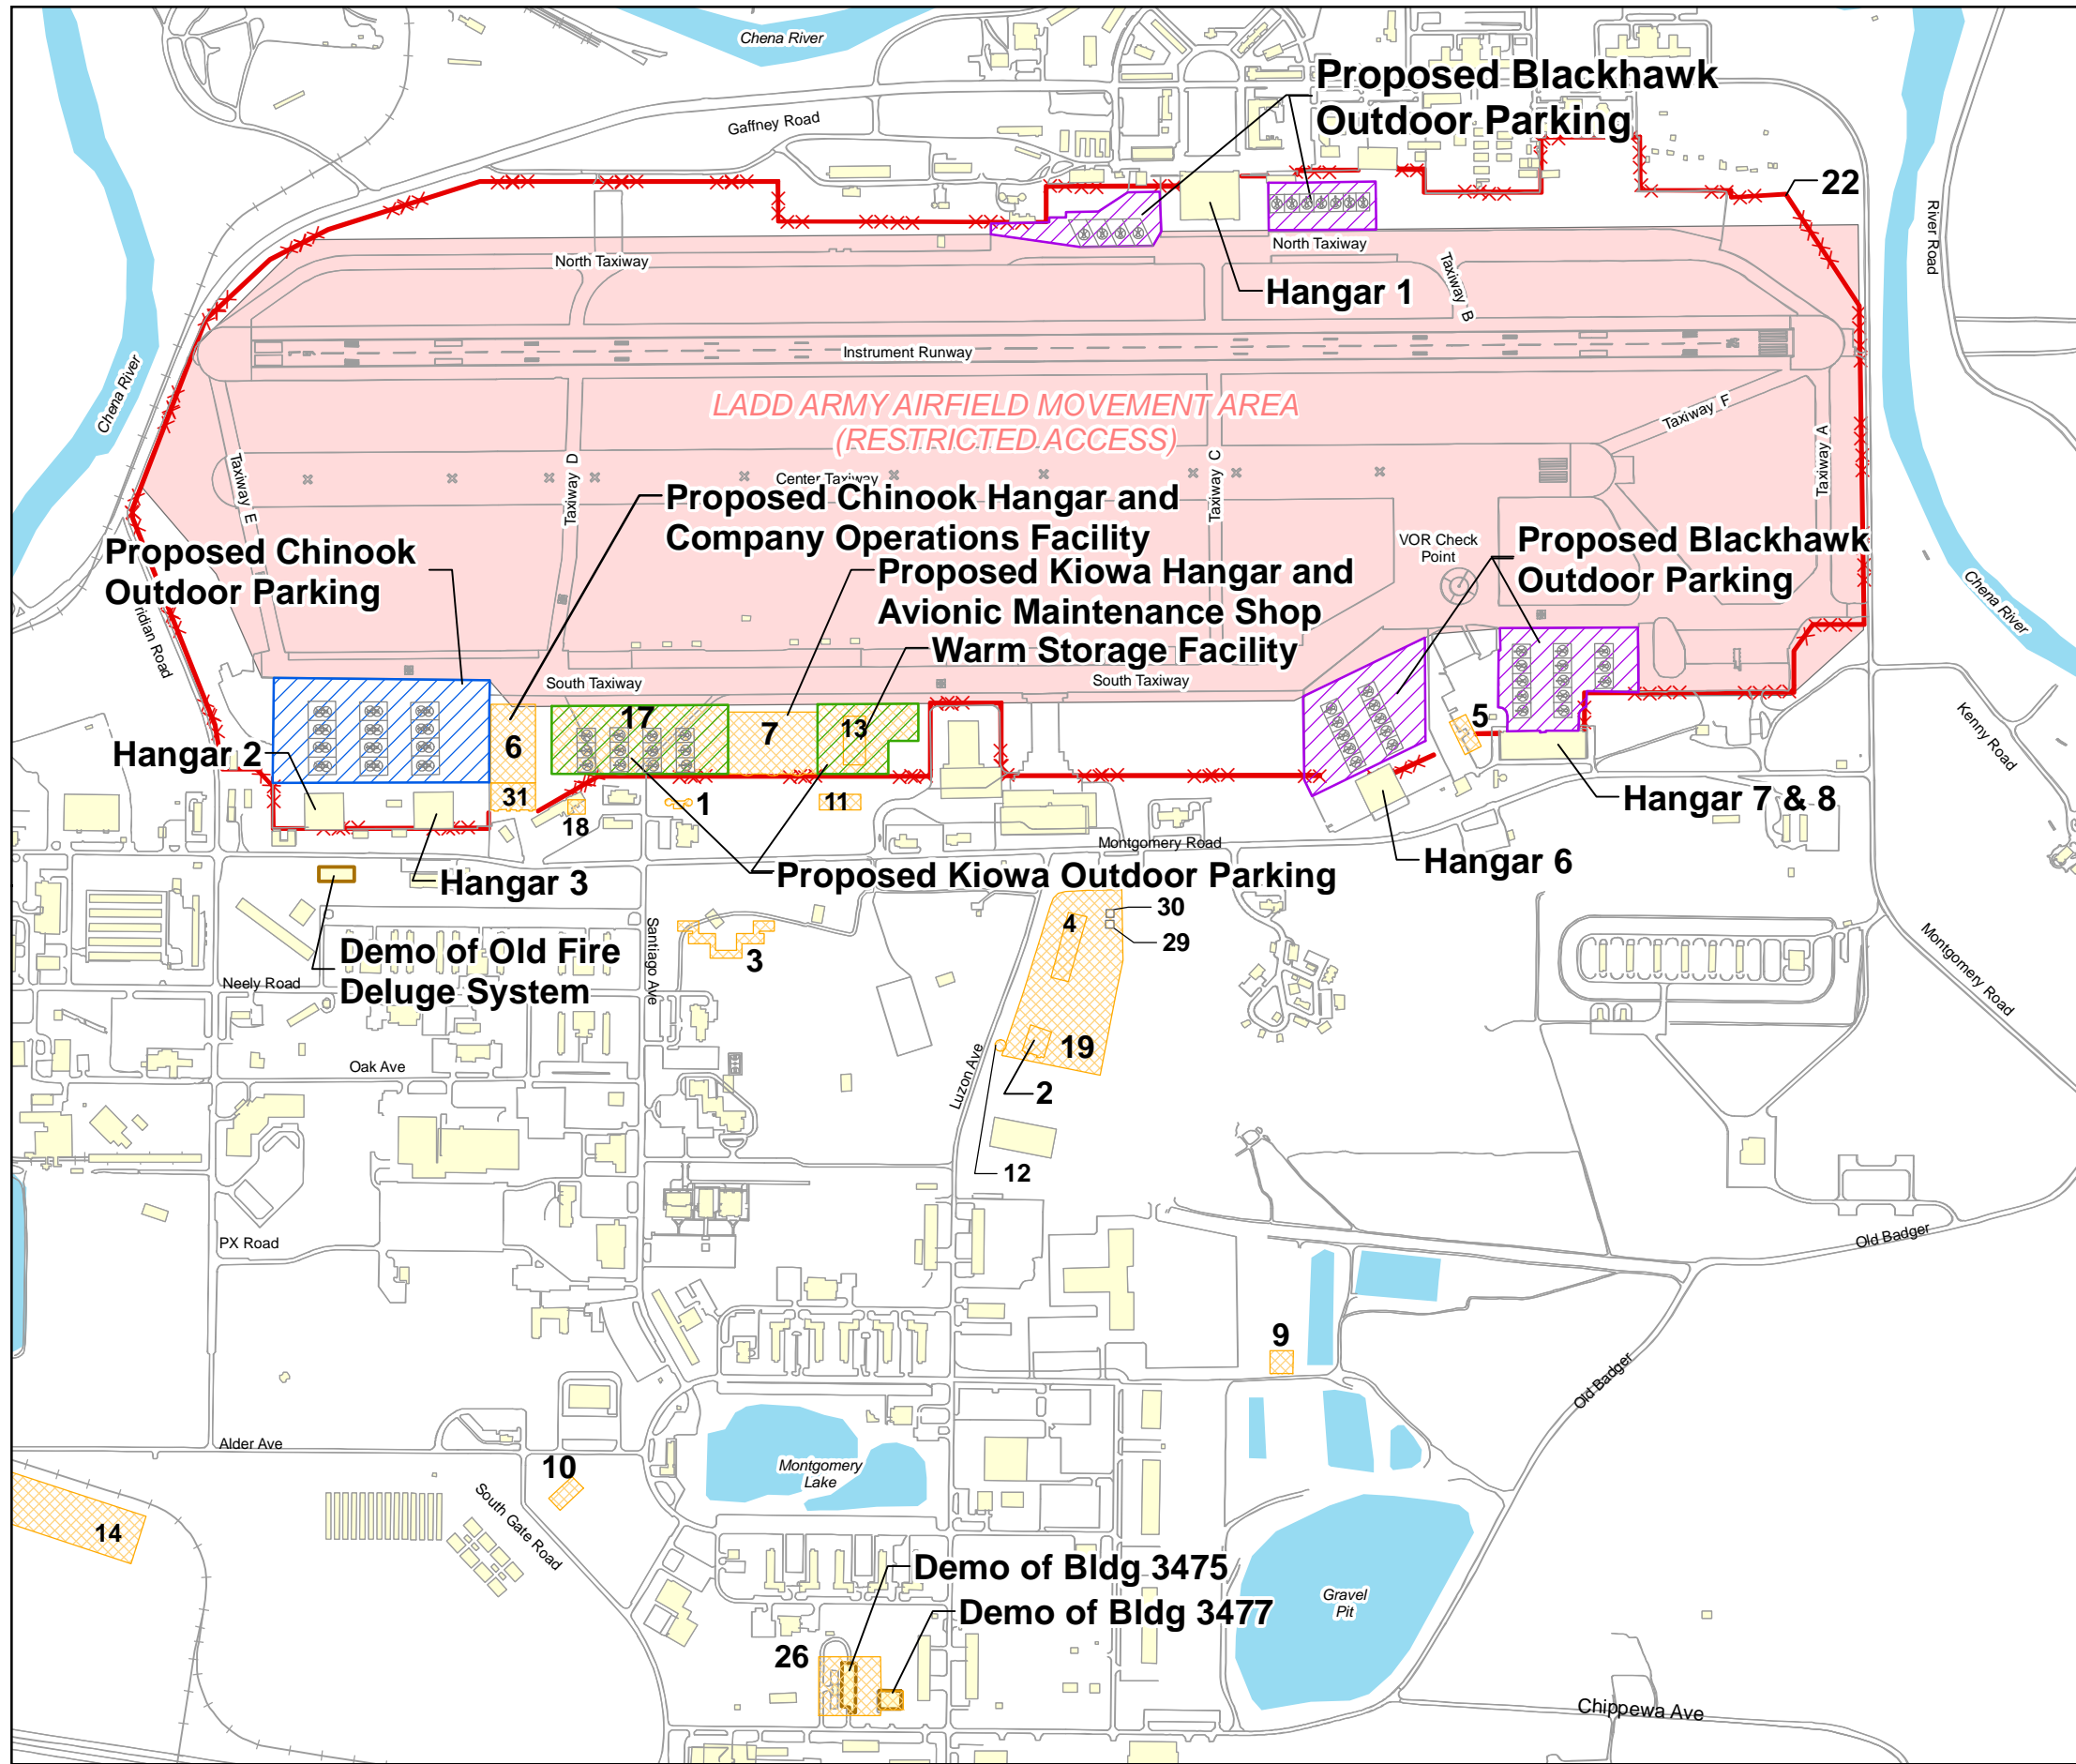 Chena River
Proposed Blackhawk
Outdoor Parking
Gaffney Road
22
River Road
North Taxiway
North Taxiway
Hangar 1
Taxiway B
Instrument Runway
Chena River
LADD ARMY AIRFIELD MOVEMENT AREA
(RESTRICTED ACCESS)
Taxiway F
Taxiway E
Taxiway D
Center Taxiway
Taxiway C
Taxiway A
Proposed Chinook Hangar and
Company Operations Facility
Proposed Chinook
Outdoor Parking
VOR Check
Point
Proposed Blackhawk
Outdoor Parking
Proposed Kiowa Hangar and
Avionic Maintenance Shop
Warm Storage Facility
Chena River
ridian Road
South Taxiway
South Taxiway
Kenny Road
17
13
7
6
5
Hangar 2
31
18
1
11
Hangar 7 & 8
Montgomery Road
Hangar 6
Hangar 3
Proposed Kiowa Outdoor Parking
30
4
29
Santiago Ave
3
Demo of Old Fire
Deluge System
Neely Road
Montgomery Road
19
Oak Ave
Luzon Ave
2
12
PX Road
Old Badger
9
Old Badger
Alder Ave
10
Montgomery
Lake
South Gate Road
14
Demo of Bldg 3475
Demo of Bldg 3477
Gravel
Pit
26
Chippewa Ave